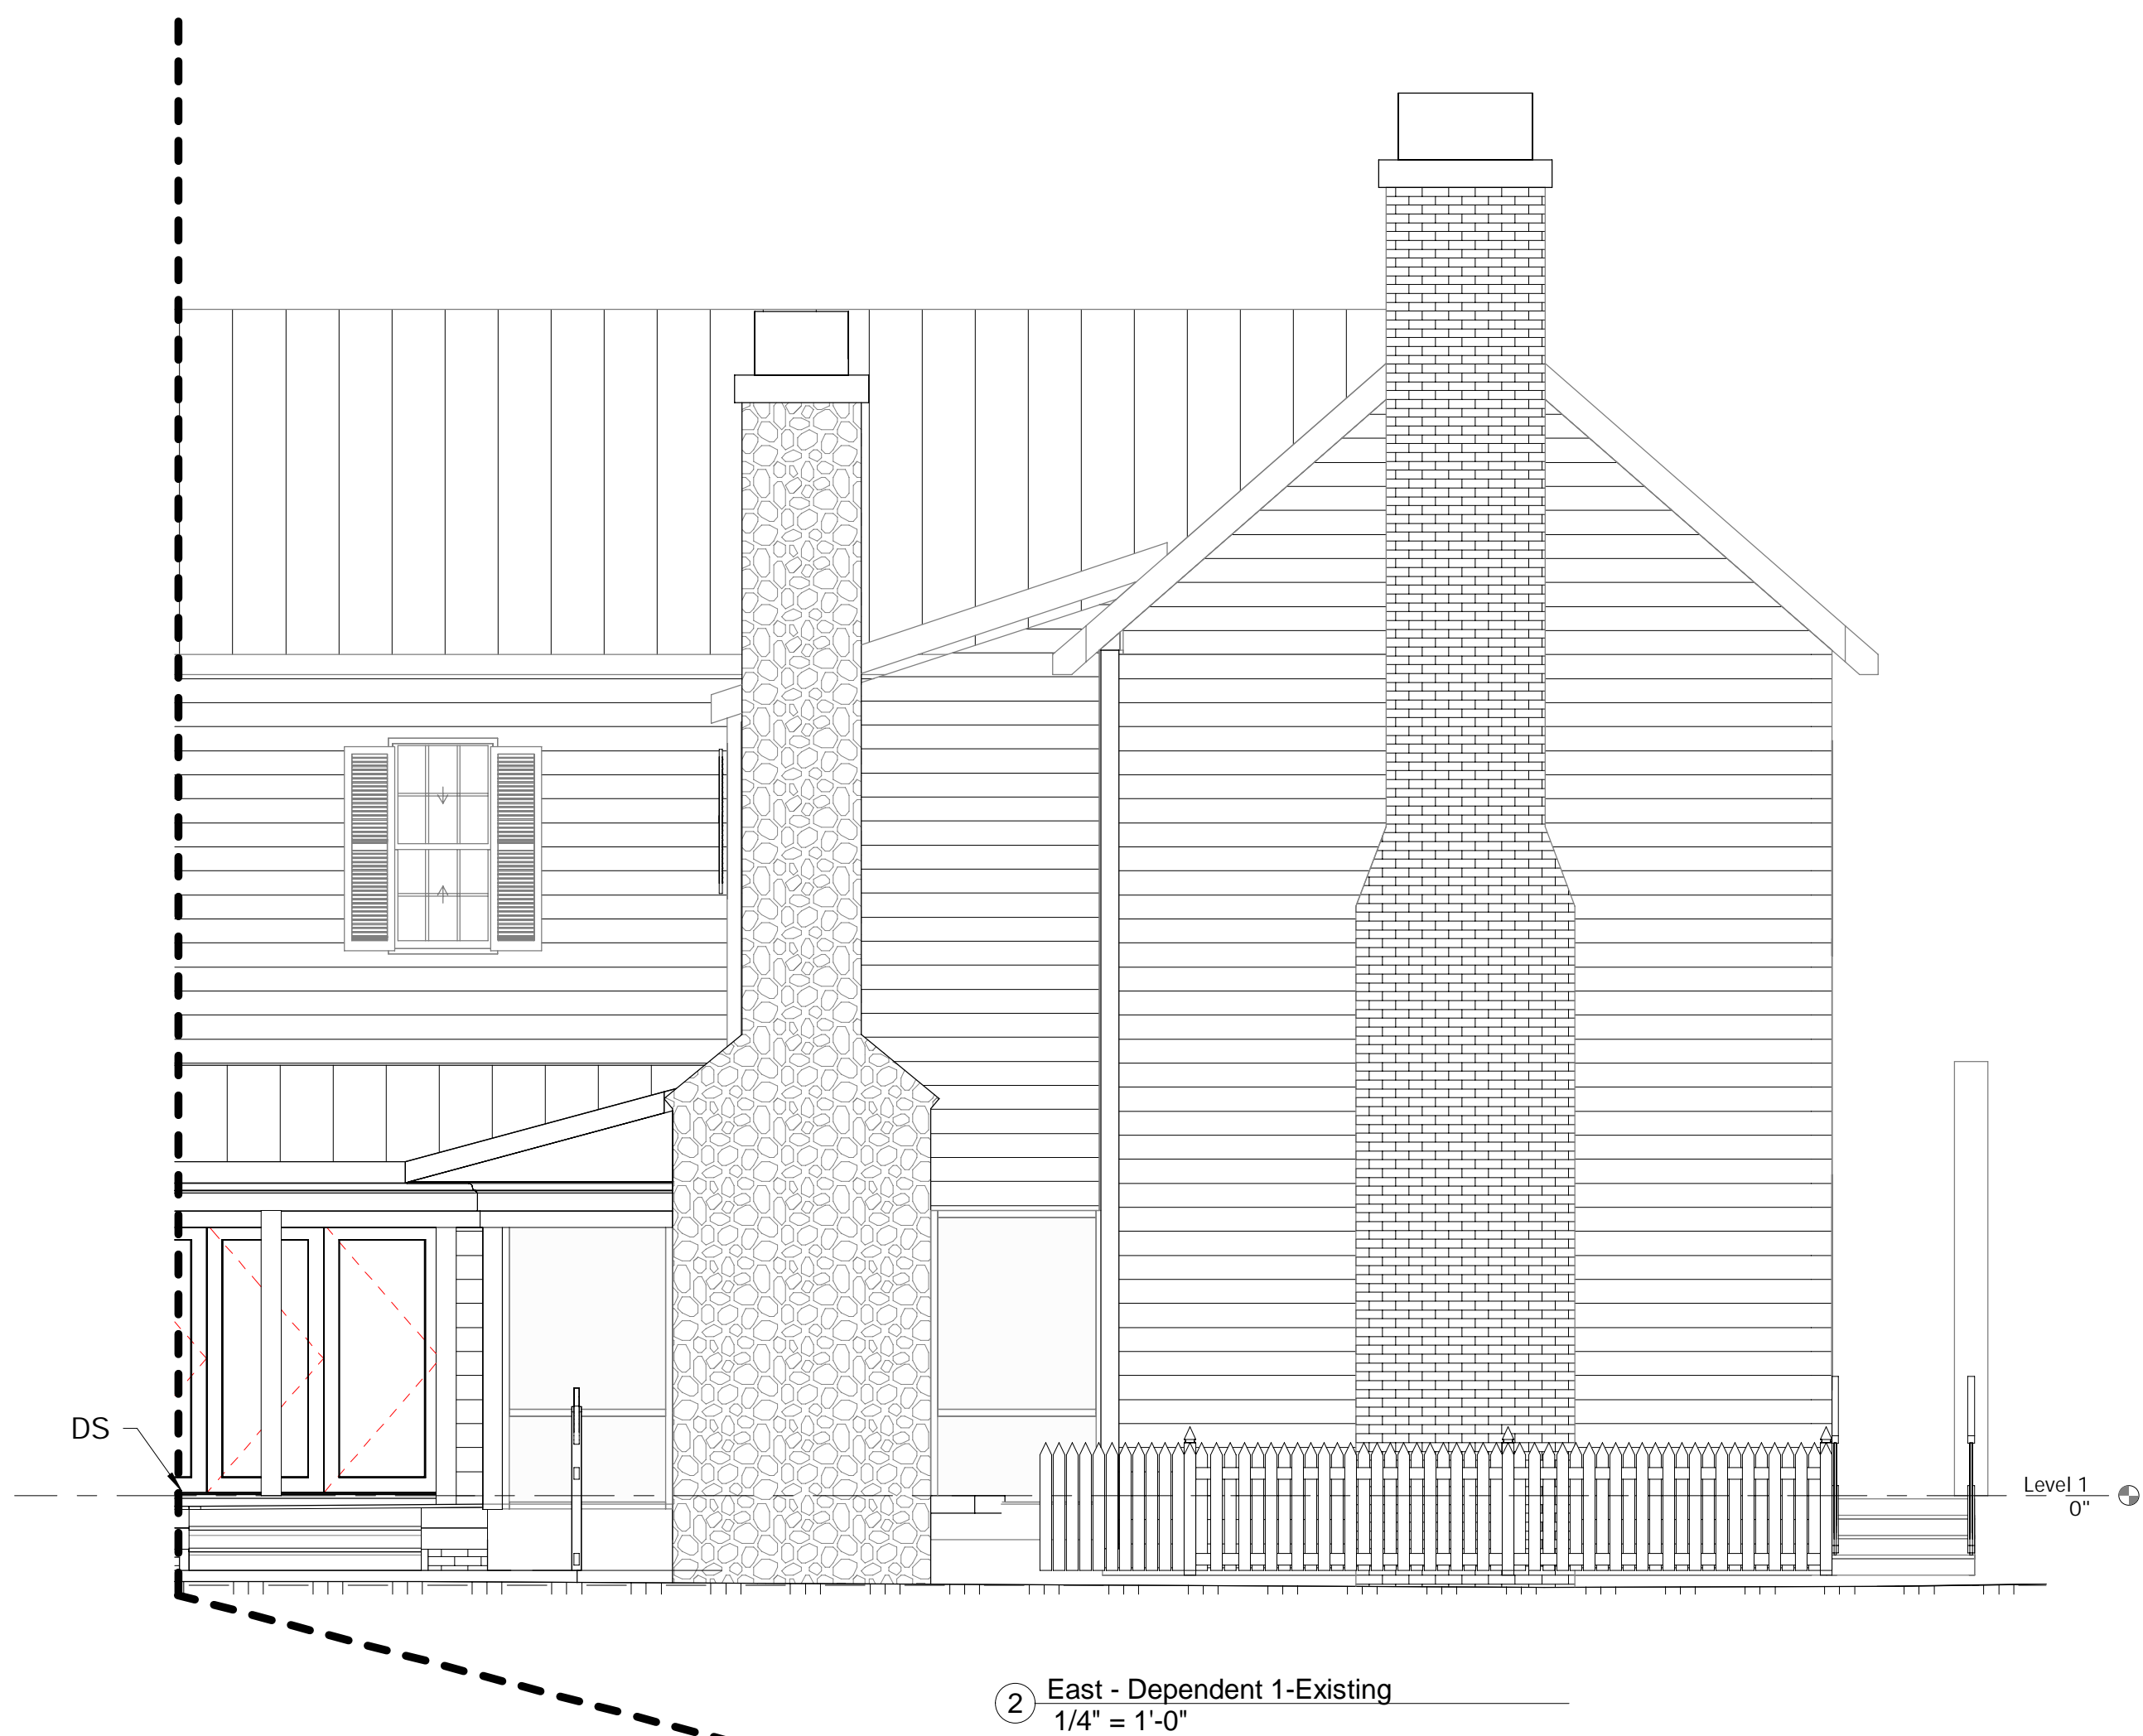 DS
Level 1
0"
2
East - Dependent 1-Existing
1/4" = 1'-0"